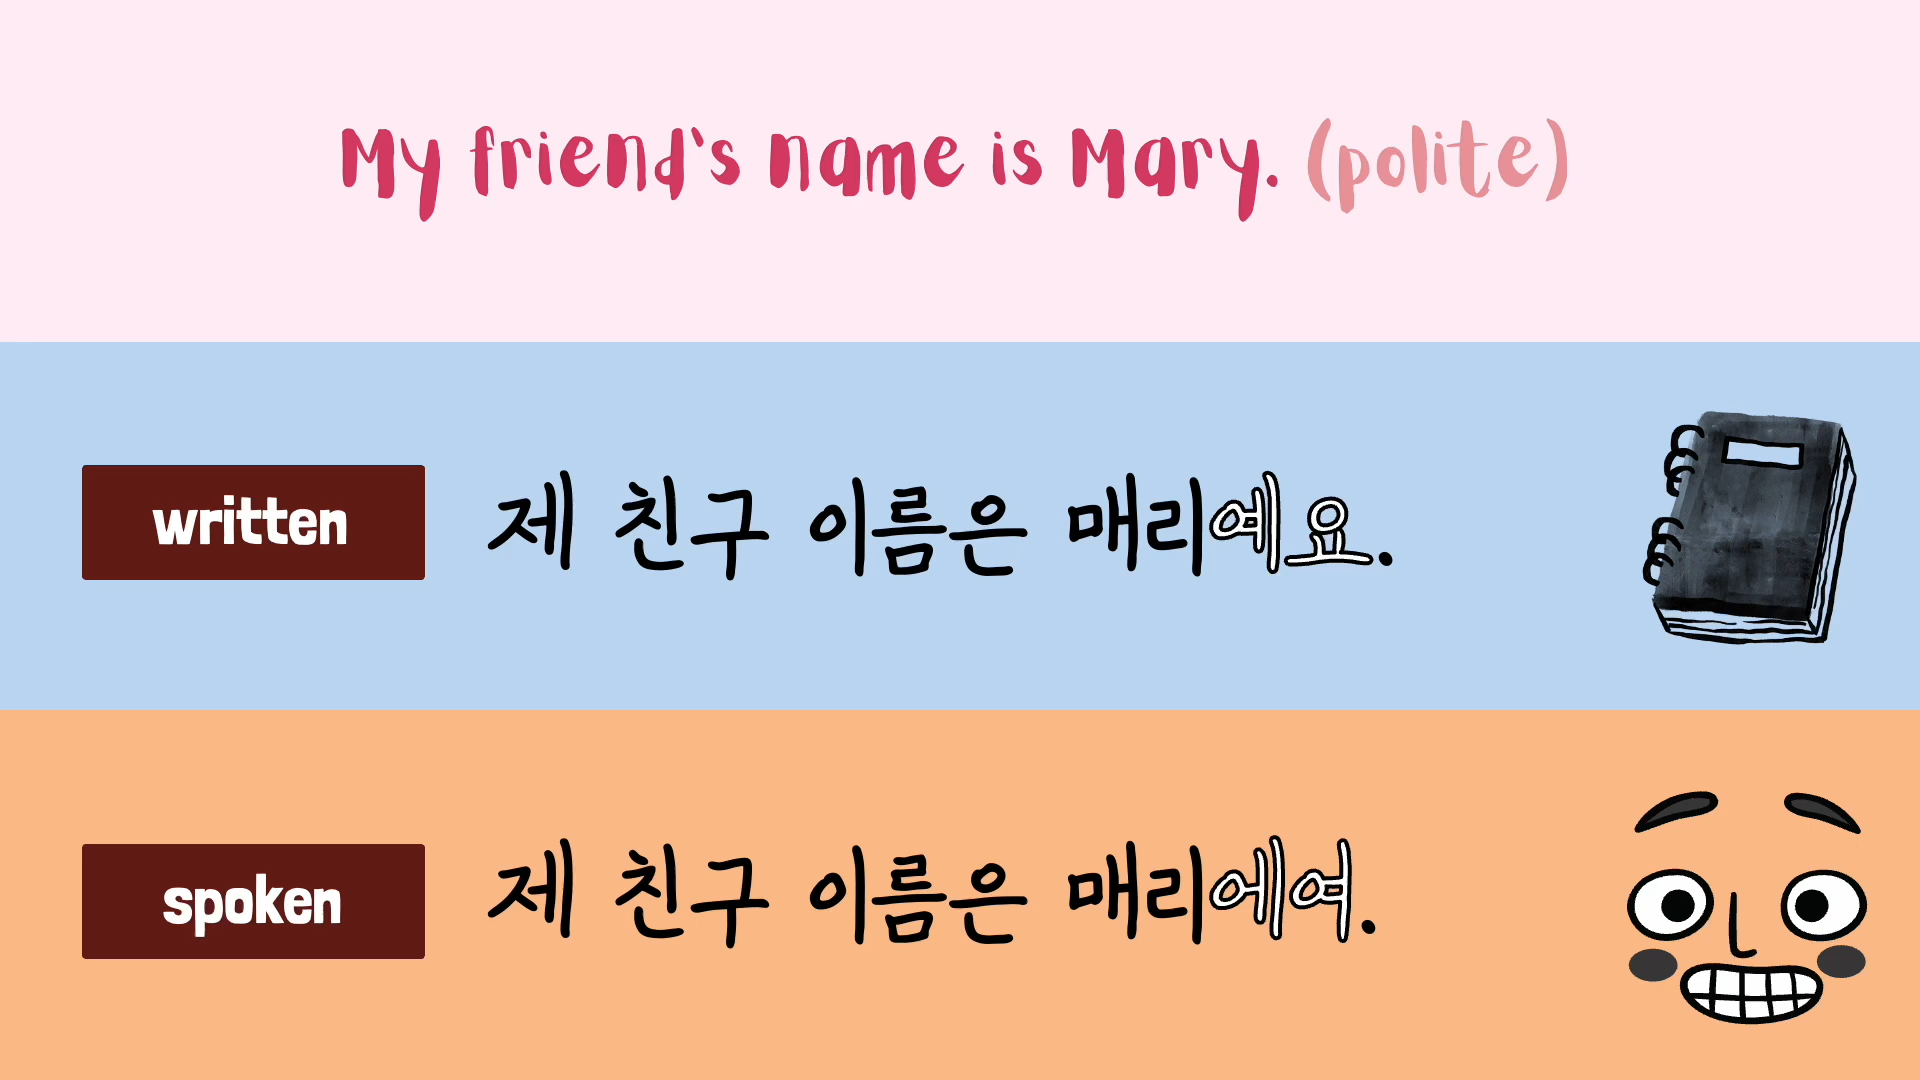 My friend's name is Mary. (polite)
written
제 친구 이름은 매리예요.
spoken
제 친구 이름은 매리에여.